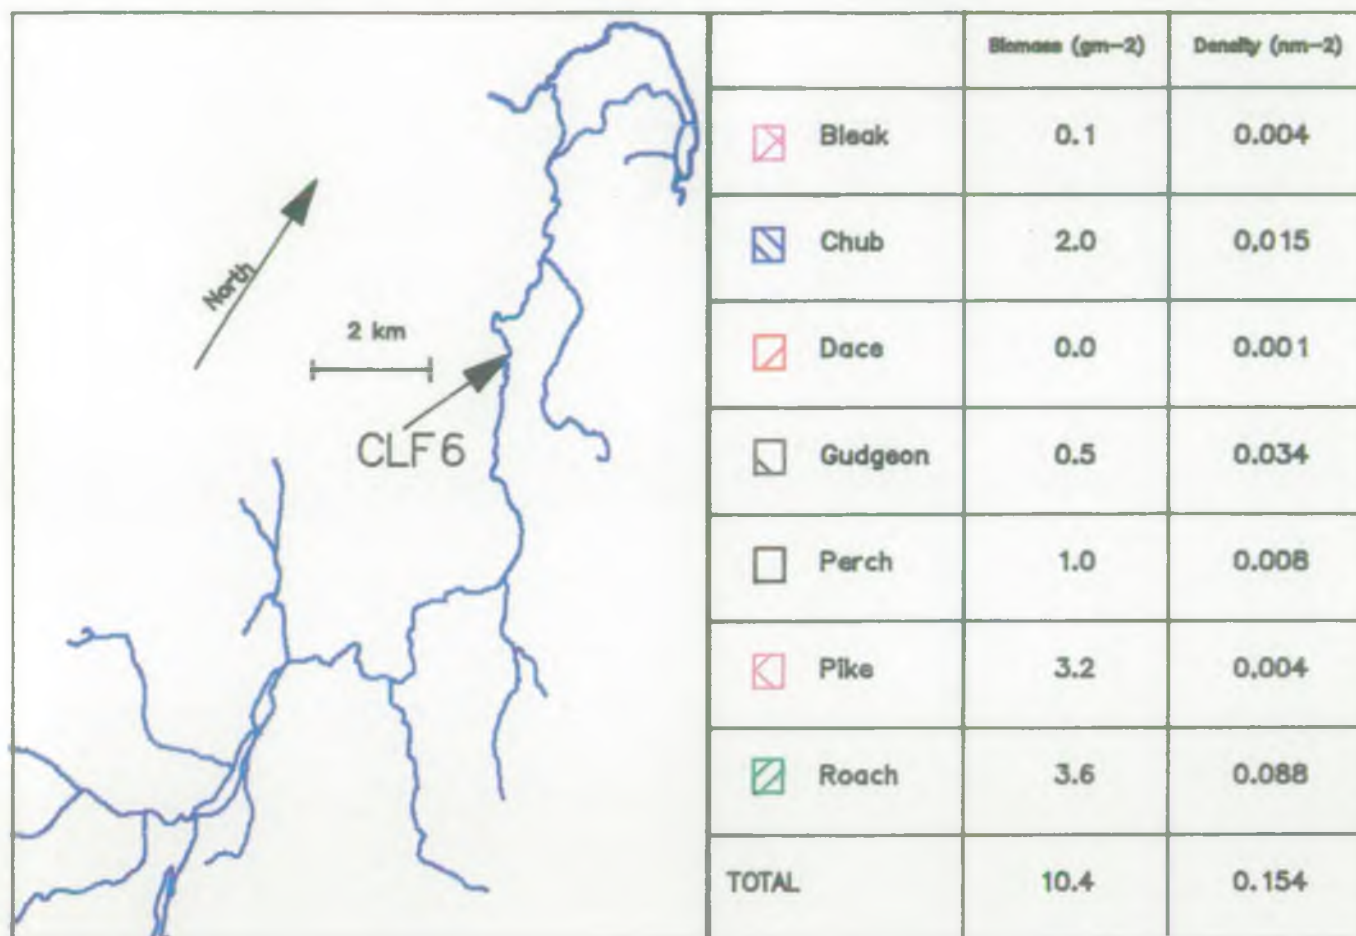 North
2 km
CLF6
Biomass (gm-2) Density (nm-2)
Bleak 0.1 0.004
Chub 2.0 0.015
Dace 0.0 0.001
Gudgeon 0.5 0.034
Perch 1.0 0.008
Pike 3.2 0.004
Roach 3.6 0.088
TOTAL 10.4 0.154